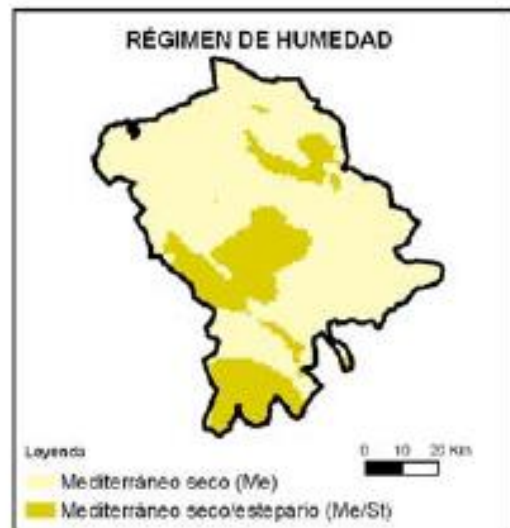 RÉGIMEN DE HUMEDAD
Leyenda
0 10 20 Km
Mediterráneo seco (Me)
Mediterráneo seco/estepario (Me/St)